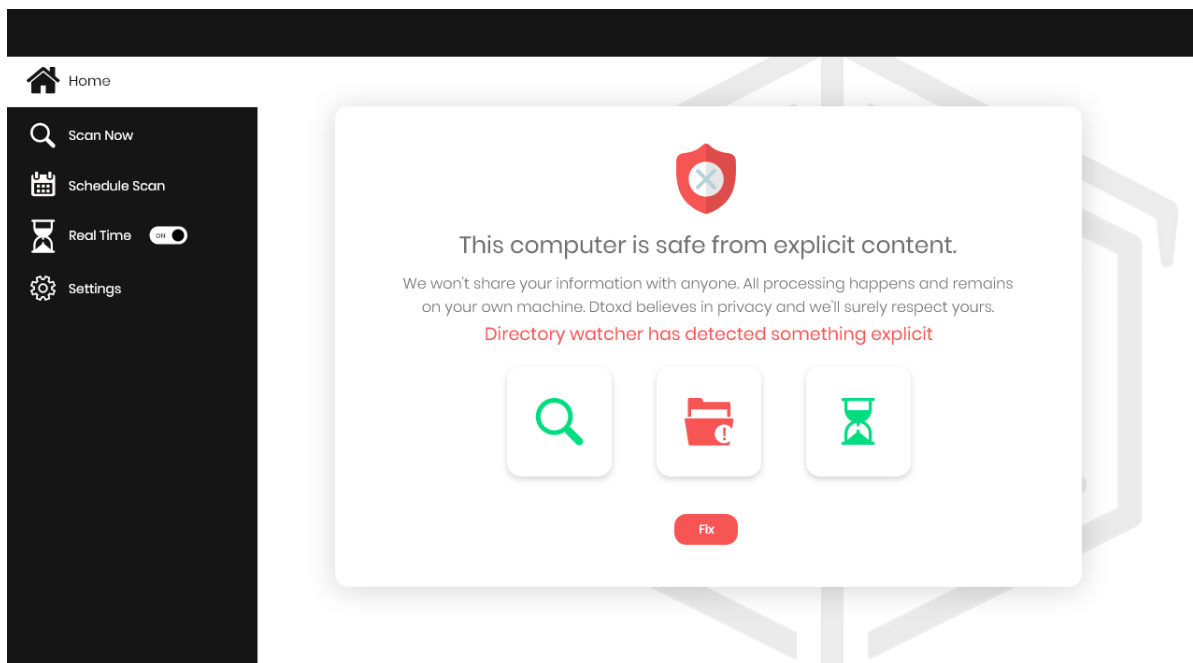 Home
Scan Now
Schedule Scan
Real Time ON
Settings
This computer is safe from explicit content.
We won't share your information with anyone. All processing happens and remains
on your own machine. Dtoxd believes in privacy and we'll surely respect yours.
Directory watcher has detected something explicit
Fix